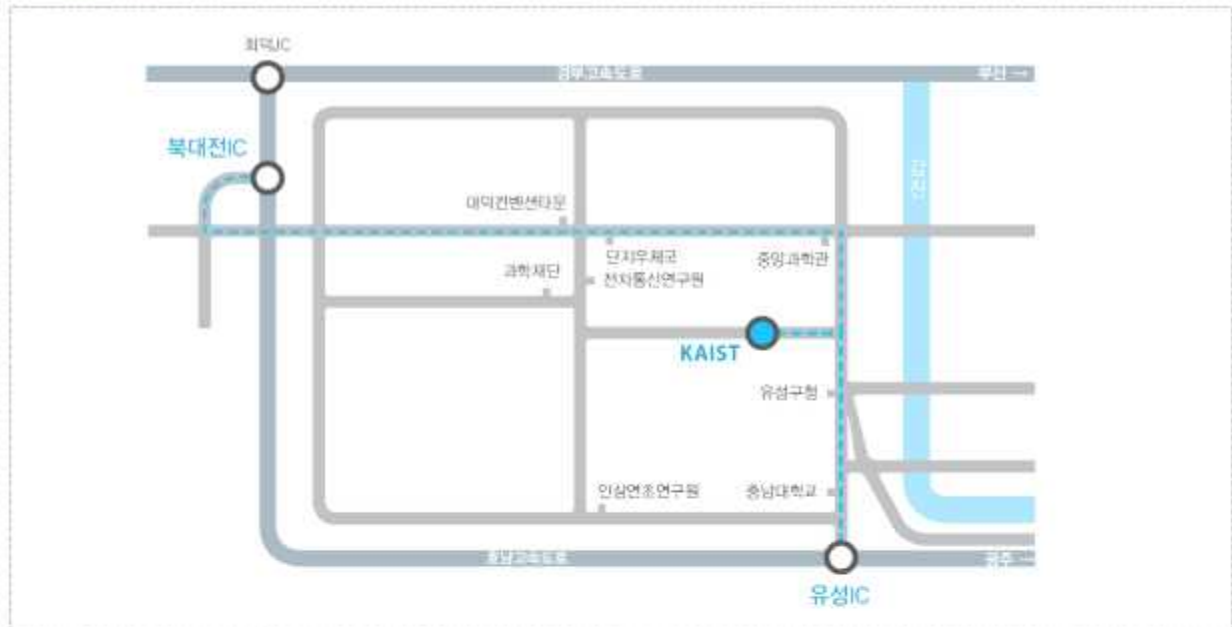 회덕JC
경부고속도로
부산 →
북대전IC
갑천
대덕컨벤션타운
단지우체국
중앙과학관
과학재단
전자통신연구원
KAIST
유성구청
인삼연초연구원
충남대학교
호남고속도로
광주 →
유성IC